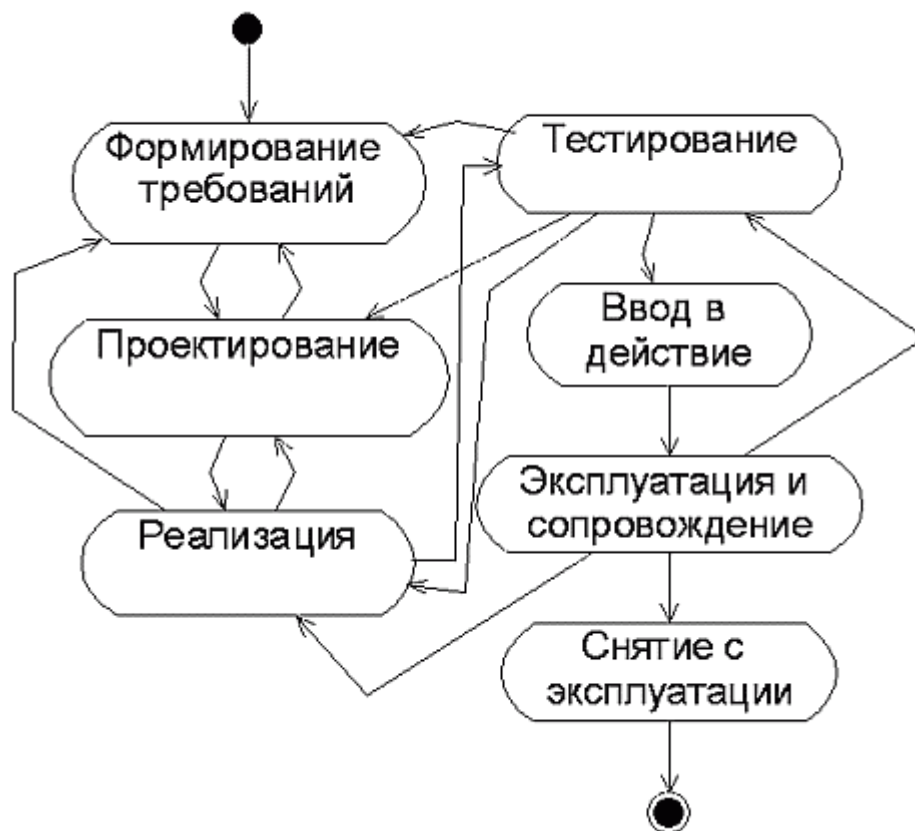 Формирование
требований
Проектирование
Реализация
Тестирование
Ввод в
действие
Эксплуатация и
сопровождение
Снятие с
эксплуатации